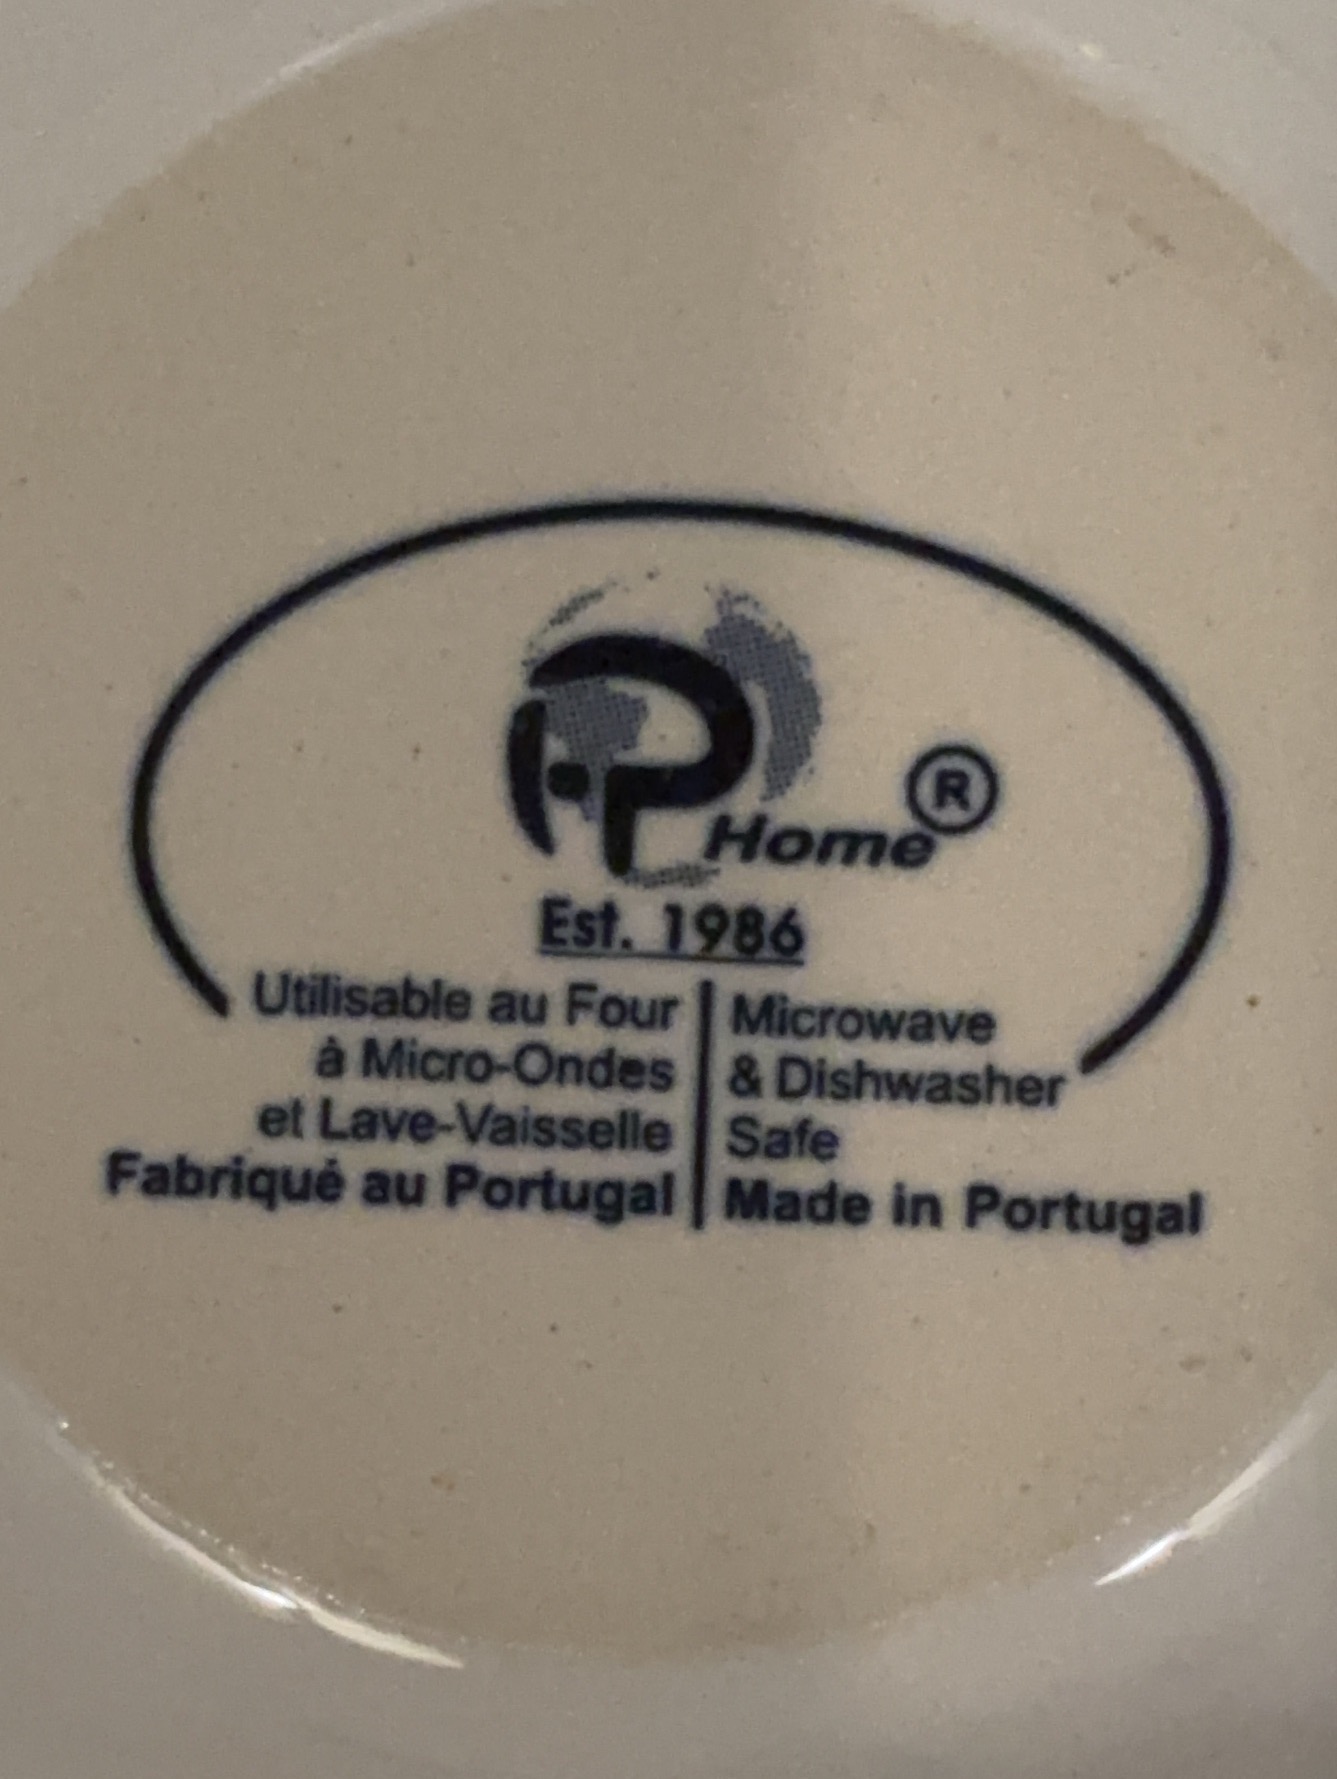 IP Home ®
Est. 1986
Utilisable au Four
à Micro-Ondes
et Lave-Vaisselle
Fabriqué au Portugal
Microwave
& Dishwasher
Safe
Made in Portugal